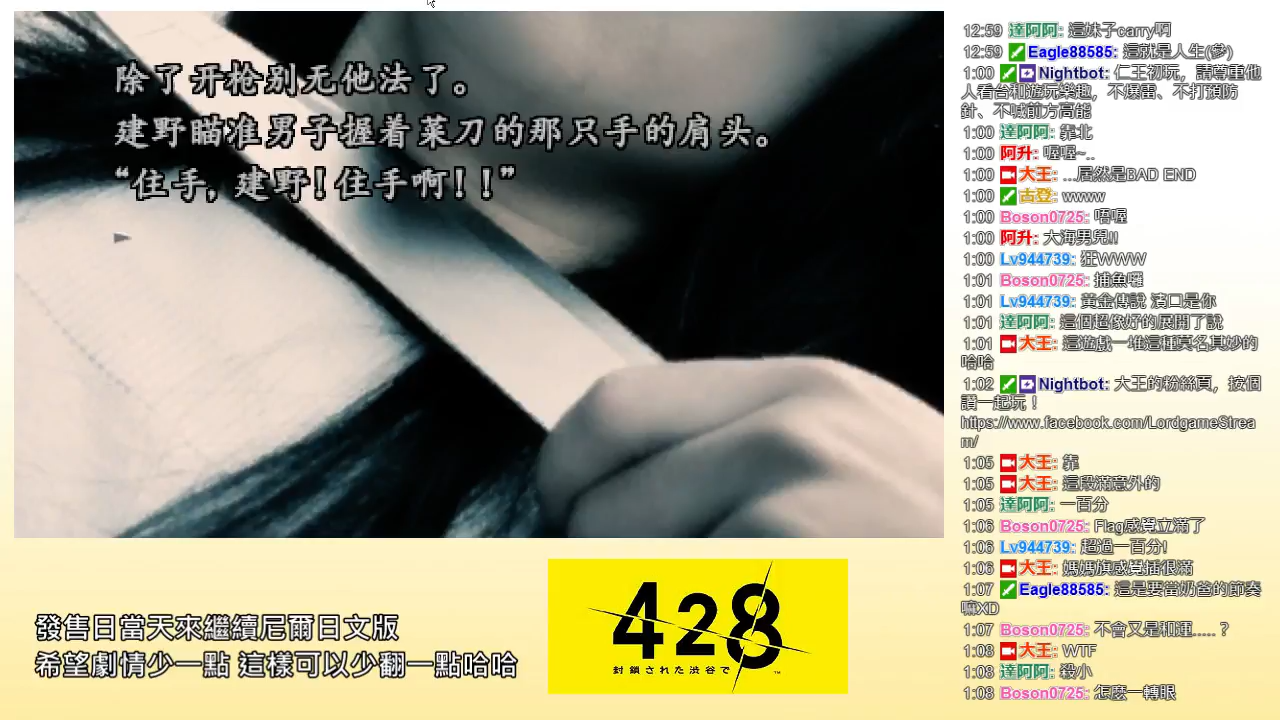 除了开枪别无他法了。
建野瞄准男子握着菜刀的那只手的肩头。
“住手, 建野!住手啊!!”
發售日當天來繼續尼爾日文版
希望劇情少一點 這樣可以少翻一點哈哈
428
封鎖された渋谷で
TM
12:59 達阿阿: 這妹子carry啊
12:59 Eagle88585: 這就是人生(參)
1:00 Nightbot: 仁王初玩，請尊重他
人看台和遊玩樂趣，不爆雷、不打預防
針、不喊前方高能
1:00 達阿阿: 靠北
1:00 阿升: 喔喔~..
1:00 大王: ...居然是BAD END
1:00 古登: wwww
1:00 Boson0725: 唔喔
1:00 阿升: 大海男兒!!
1:00 Lv944739: 狂WWW
1:01 Boson0725: 捕魚囉
1:01 Lv944739: 黃金傳說 濱口是你
1:01 達阿阿: 這個超像好的展開了說
1:01 大王: 這遊戲一堆這種莫名其妙的
哈哈
1:02 Nightbot: 大王的粉絲頁，按個
讚一起玩！
https://www.facebook.com/LordgameStrea
m/
1:05 大王: 靠
1:05 大王: 這段滿意外的
1:05 達阿阿: 一百分
1:06 Boson0725: Flag感覺立滿了
1:06 Lv944739: 超過一百分!
1:06 大王: 媽媽旗感覺插很滿
1:07 Eagle88585: 這是要當奶爸的節奏
嘛XD
1:07 Boson0725: 不會又是和蓮.....？
1:08 大王: WTF
1:08 達阿阿: 殺小
1:08 Boson0725: 怎麼一轉眼